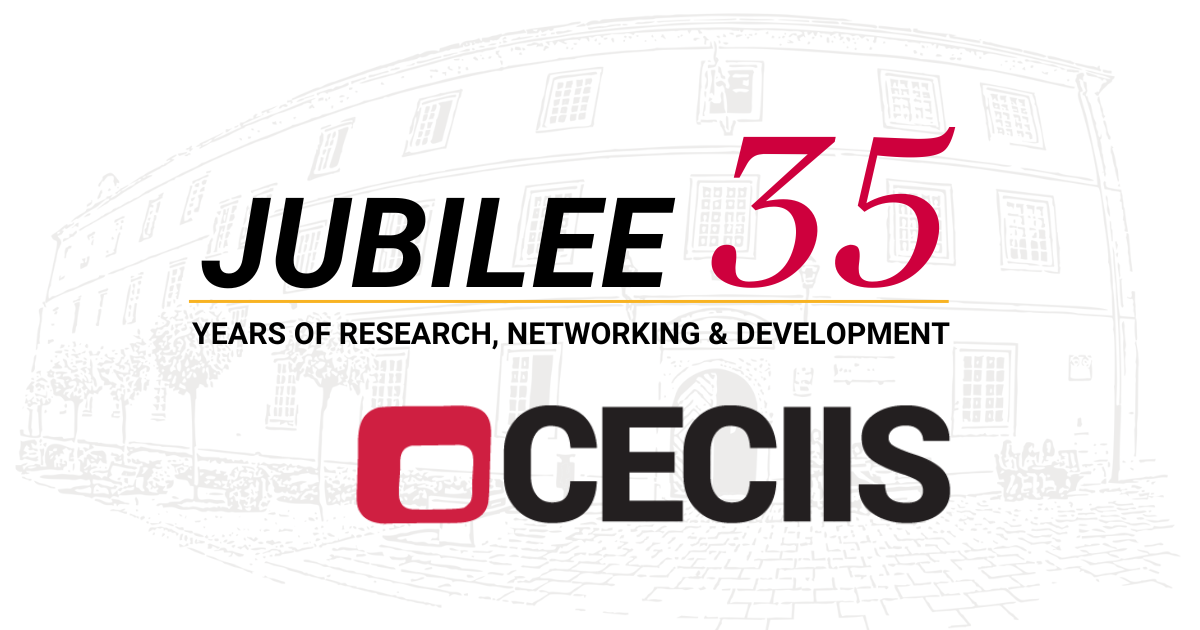 JUBILEE 35
YEARS OF RESEARCH, NETWORKING & DEVELOPMENT
CECIIS